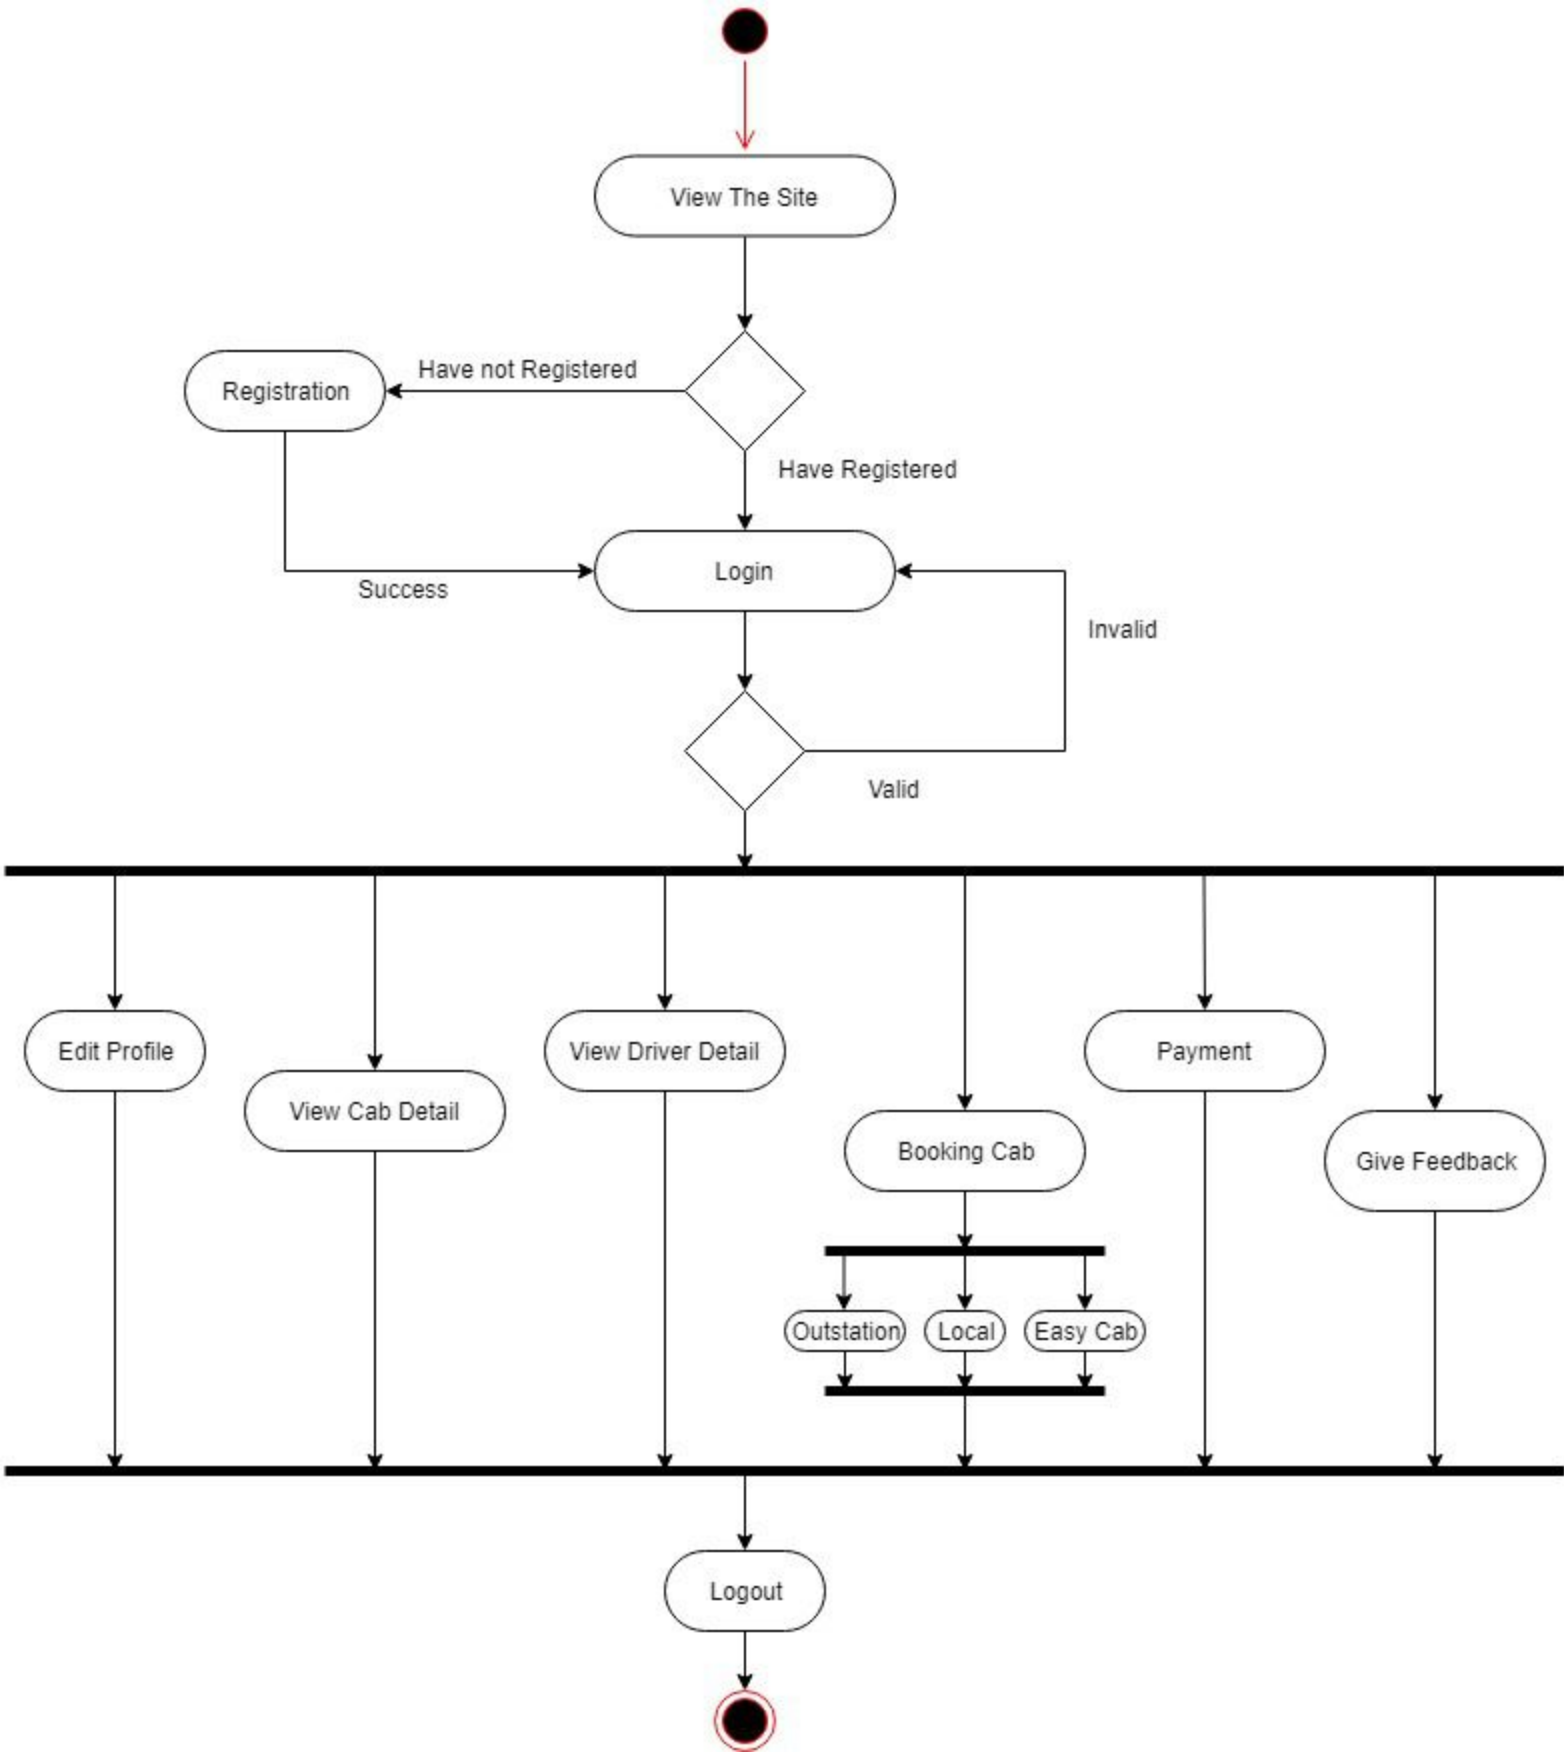 View The Site
Have not Registered
Registration
Have Registered
Login
Success
Invalid
Valid
Edit Profile
View Driver Detail
Payment
View Cab Detail
Booking Cab
Give Feedback
Outstation
Local
Easy Cab
Logout